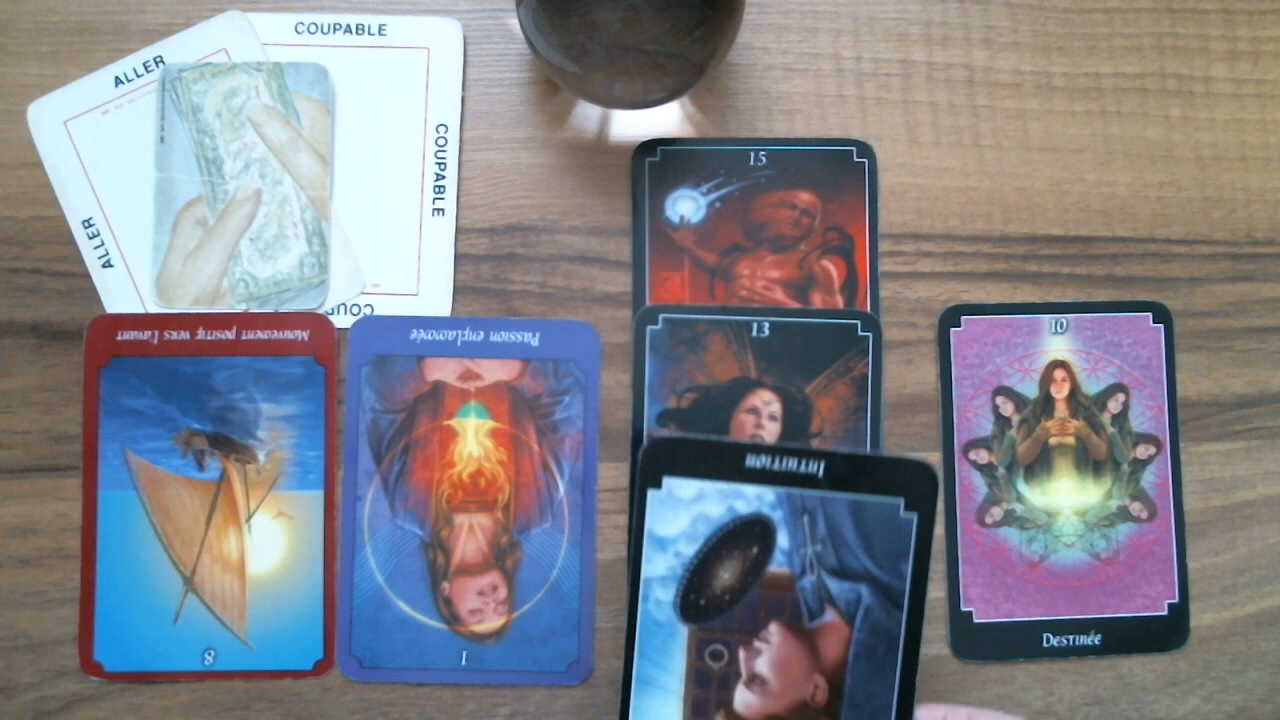 COUPABLE
ALLER
COUPABLE
ALLER
COUP
15
13
10
Mouvement positif vers l'avant
Passion enflammée
Intuition
8
1
Destinée